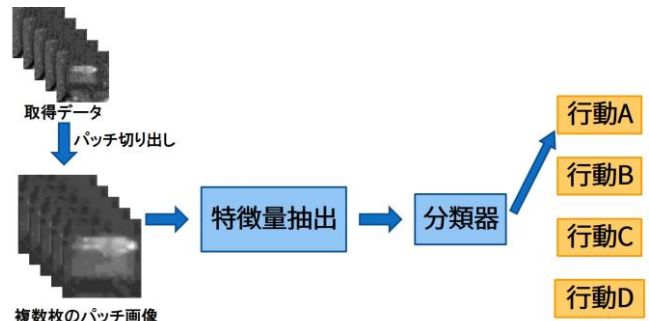 取得データ
パッチ切り出し
複数枚のパッチ画像
特徴量抽出
分類器
行動A
行動B
行動C
行動D